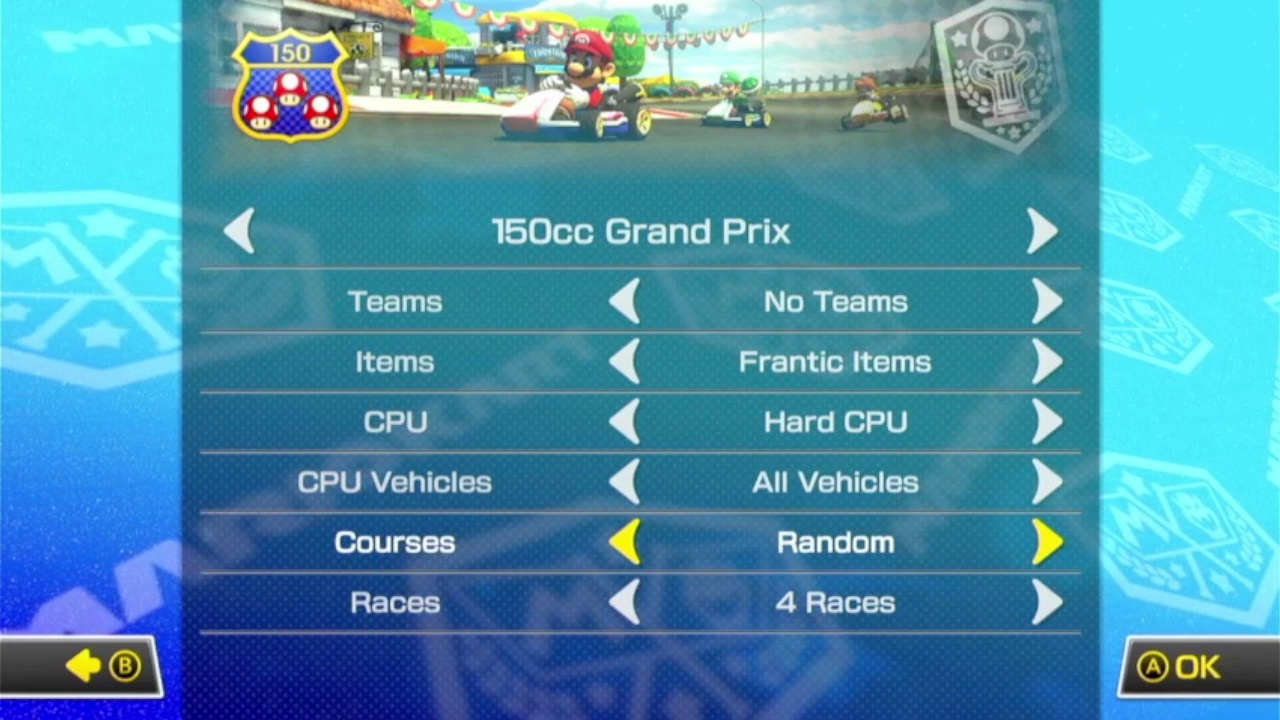 150
150cc Grand Prix
Teams No Teams
Items Frantic Items
CPU Hard CPU
CPU Vehicles All Vehicles
Courses Random
Races 4 Races
B
A OK